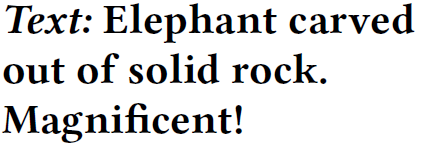 Text: Elephant carved
out of solid rock.
Magnificent!